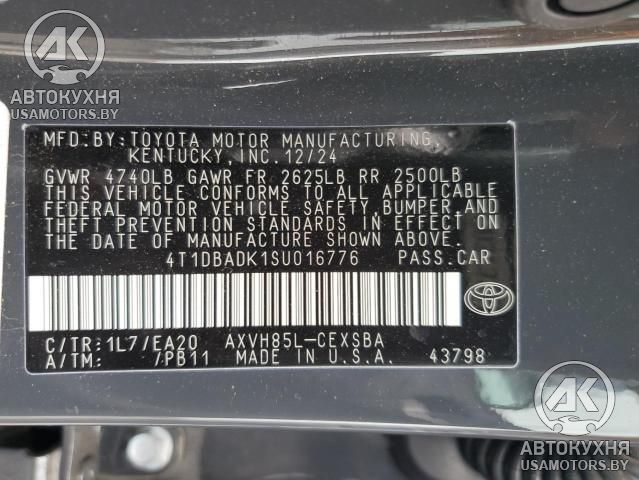 AK
АВТОКУХНЯ
USAMOTORS.BY
MFD.BY:TOYOTA MOTOR MANUFACTURING,
KENTUCKY, INC. 12/24
GVWR 4740LB GAWR FR 2625LB RR 2500LB
THIS VEHICLE CONFORMS TO ALL APPLICABLE
FEDERAL MOTOR VEHICLE SAFETY, BUMPER AND
THEFT PREVENTION STANDARDS IN EFFECT ON
THE DATE OF MANUFACTURE SHOWN ABOVE.
4T1DBADK1SU016776 PASS.CAR
C/TR:1L7/EA20 AXVH85L-CEXSBA
A/TM: /PB11 MADE IN U.S.A. 43798
AK
АВТОКУХНЯ
USAMOTORS.BY